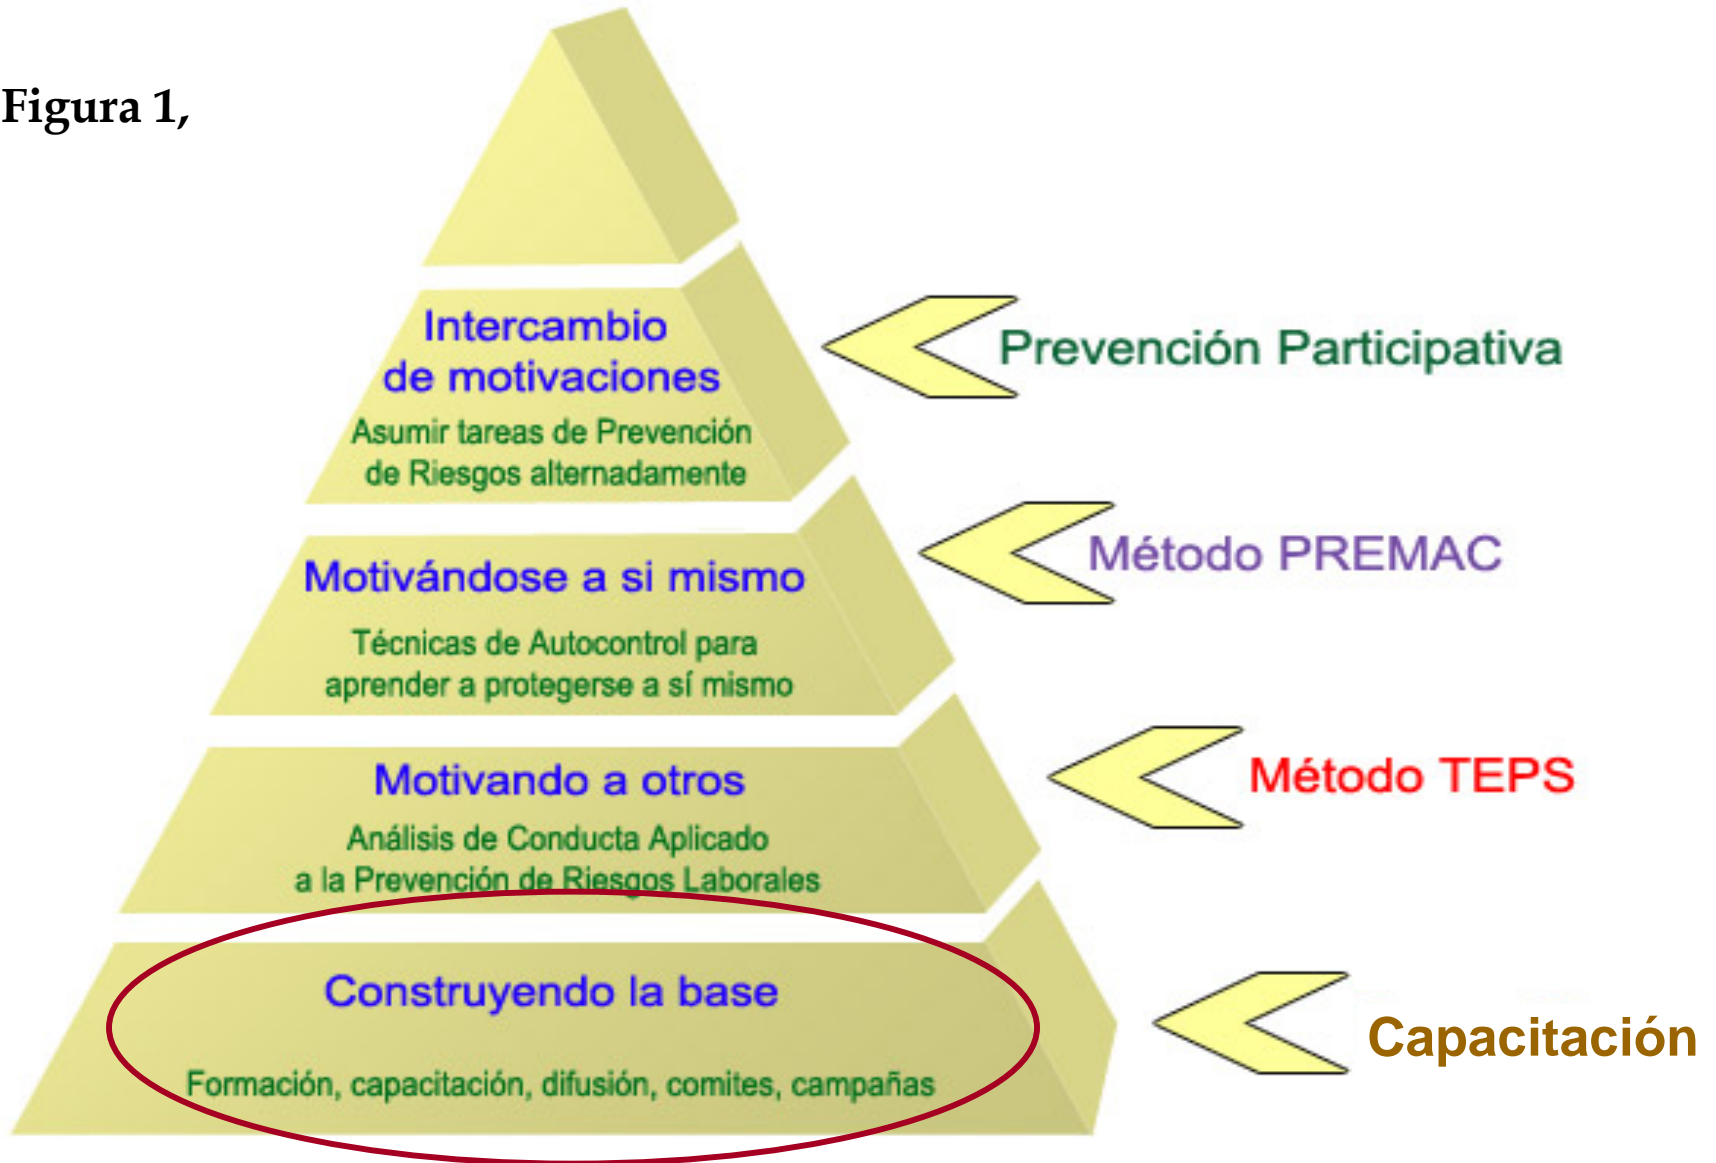 Figura 1,
Intercambio
de motivaciones
Asumir tareas de Prevención
de Riesgos alternadamente
Prevención Participativa
Motivándose a si mismo
Técnicas de Autocontrol para
aprender a protegerse a sí mismo
Método PREMAC
Motivando a otros
Análisis de Conducta Aplicado
a la Prevención de Riesgos Laborales
Método TEPS
Construyendo la base
Formación, capacitación, difusión, comites, campañas
Capacitación